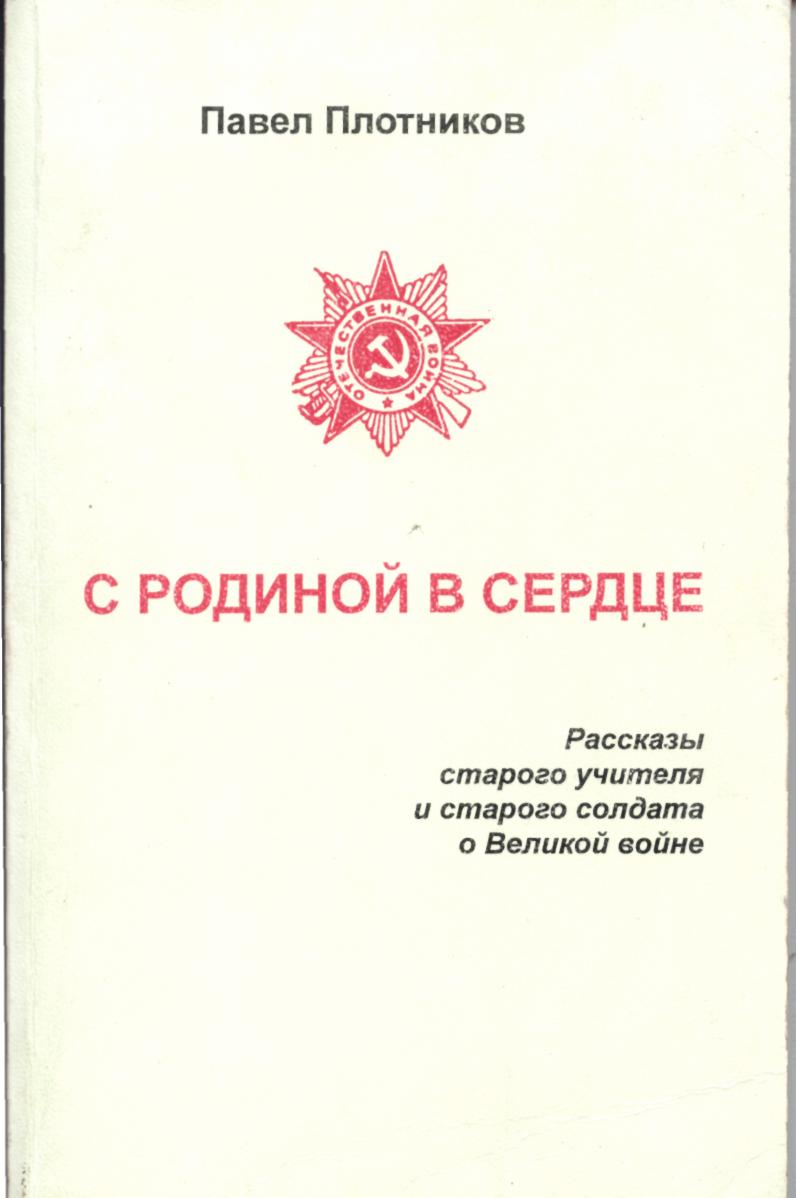 Павел Плотников
ОТЕЧЕСТВЕННАЯ ВОЙНА
С РОДИНОЙ В СЕРДЦЕ
Рассказы
старого учителя
и старого солдата
о Великой войне